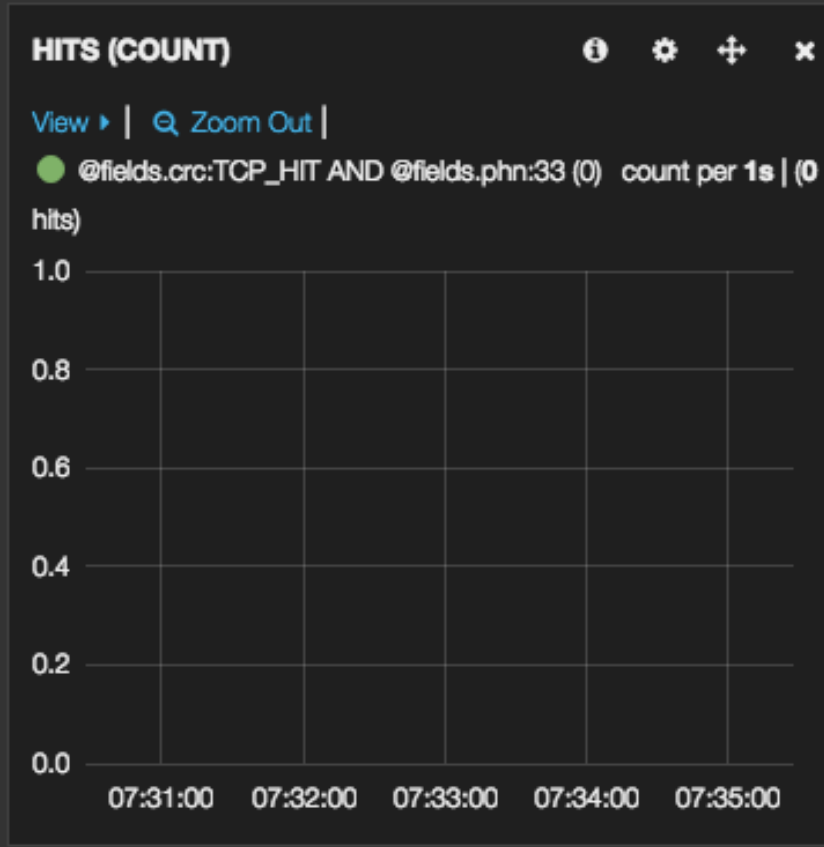 HITS (COUNT)
View | Zoom Out |
@fields.crc:TCP_HIT AND @fields.phn:33 (0) count per 1s | (0
hits)
1.0
0.8
0.6
0.4
0.2
0.0
07:31:00 07:32:00 07:33:00 07:34:00 07:35:00